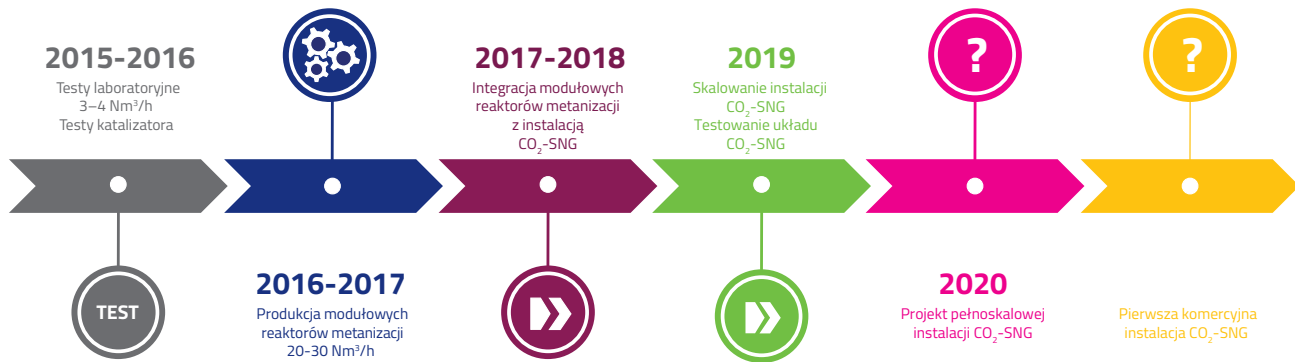 2015-2016
Testy laboratoryjne
3–4 Nm³/h
Testy katalizatora
TEST
2016-2017
Produkcja modułowych
reaktorów metanizacji
20-30 Nm³/h
2017-2018
Integracja modułowych
reaktorów metanizacji
z instalacją
CO₂-SNG
2019
Skalowanie instalacji
CO₂-SNG
Testowanie układu
CO₂-SNG
?
2020
Projekt pełnoskalowej
instalacji CO₂-SNG
?
Pierwsza komercyjna
instalacja CO₂-SNG